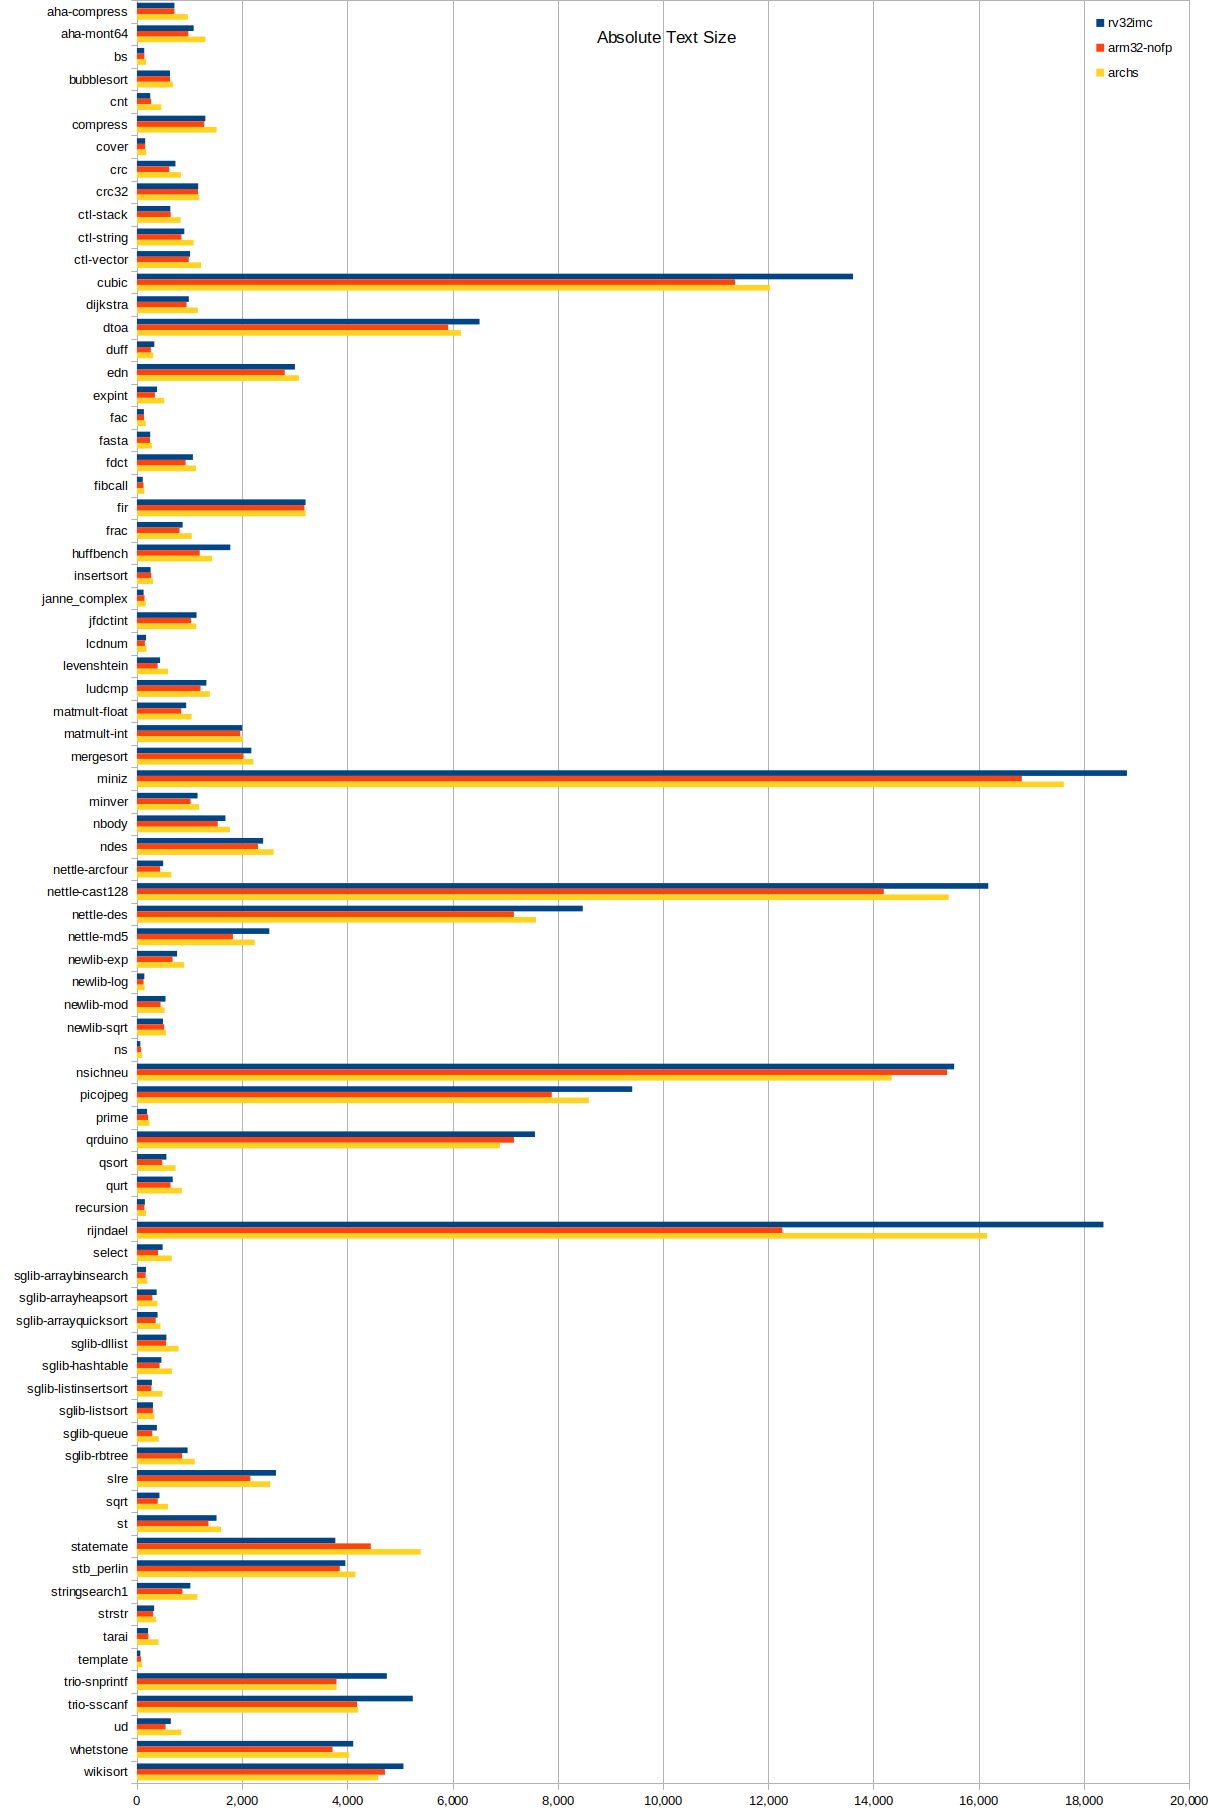 Absolute Text Size
rv32imc
arm32-nofp
archs
aha-compress
aha-mont64
bs
bubblesort
cnt
compress
cover
crc
crc32
ctl-stack
ctl-string
ctl-vector
cubic
dijkstra
dtoa
duff
edn
expint
fac
fasta
fdct
fibcall
fir
frac
huffbench
insertsort
janne_complex
jfdctint
lcdnum
levenshtein
ludcmp
matmult-float
matmult-int
mergesort
miniz
minver
nbody
ndes
nettle-arcfour
nettle-cast128
nettle-des
nettle-md5
newlib-exp
newlib-log
newlib-mod
newlib-sqrt
ns
nsichneu
picojpeg
prime
qrduino
qsort
qurt
recursion
rijndael
select
sglib-arraybinsearch
sglib-arrayheapsort
sglib-arrayquicksort
sglib-dllist
sglib-hashtable
sglib-listinsertsort
sglib-listsort
sglib-queue
sglib-rbtree
slre
sqrt
st
statemate
stb_perlin
stringsearch1
strstr
tarai
template
trio-snprintf
trio-sscanf
ud
whetstone
wikisort
0 2,000 4,000 6,000 8,000 10,000 12,000 14,000 16,000 18,000 20,000